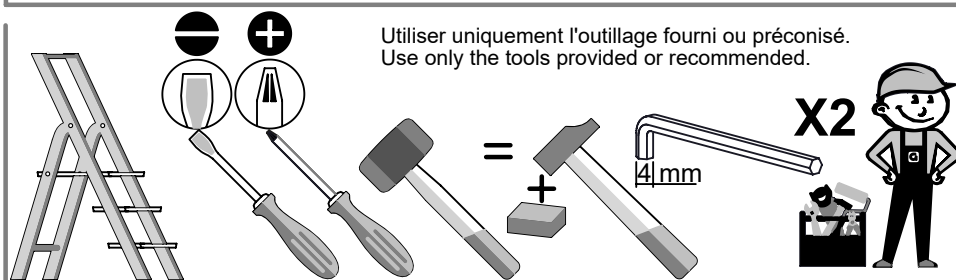 Utiliser uniquement l'outillage fourni ou préconisé.
Use only the tools provided or recommended.
X2
=
+
4 mm